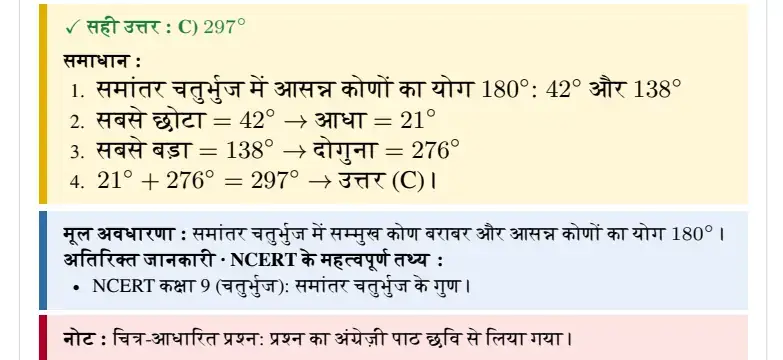 ✓ सही उत्तर : C) 297°
समाधान :
1. समांतर चतुर्भुज में आसन्न कोणों का योग 180°: 42° और 138°
2. सबसे छोटा = 42° → आधा = 21°
3. सबसे बड़ा = 138° → दोगुना = 276°
4. 21° + 276° = 297° → उत्तर (C)।
मूल अवधारणा : समांतर चतुर्भुज में सम्मुख कोण बराबर और आसन्न कोणों का योग 180°।
अतिरिक्त जानकारी · NCERT के महत्वपूर्ण तथ्य :
• NCERT कक्षा 9 (चतुर्भुज): समांतर चतुर्भुज के गुण।
नोट : चित्र-आधारित प्रश्न: प्रश्न का अंग्रेज़ी पाठ छवि से लिया गया।